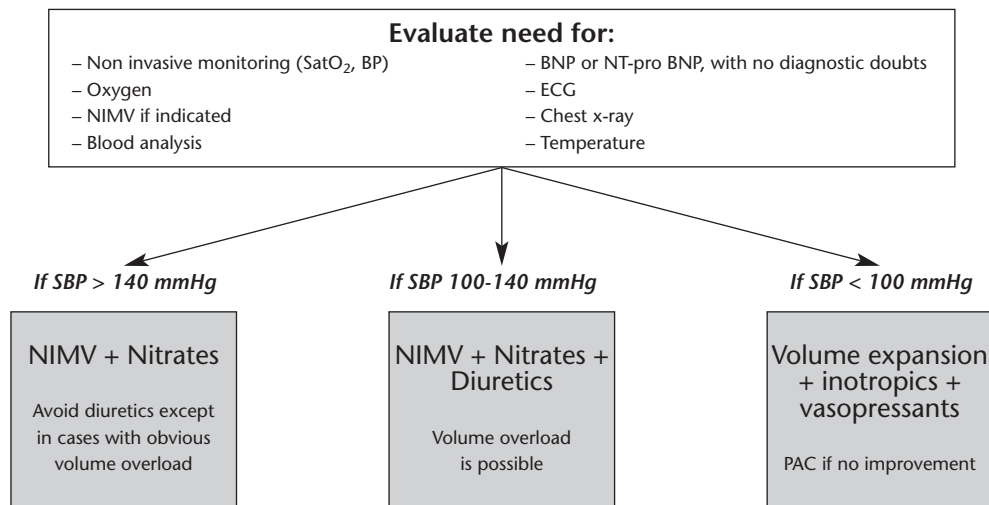 Evaluate need for:
– Non invasive monitoring (SatO₂, BP)
– Oxygen
– NIMV if indicated
– Blood analysis
– BNP or NT-pro BNP, with no diagnostic doubts
– ECG
– Chest x-ray
– Temperature
If SBP > 140 mmHg
If SBP 100-140 mmHg
If SBP < 100 mmHg
NIMV + Nitrates
Avoid diuretics except
in cases with obvious
volume overload
NIMV + Nitrates +
Diuretics
Volume overload
is possible
Volume expansion
+ inotropics +
vasopressants
PAC if no improvement